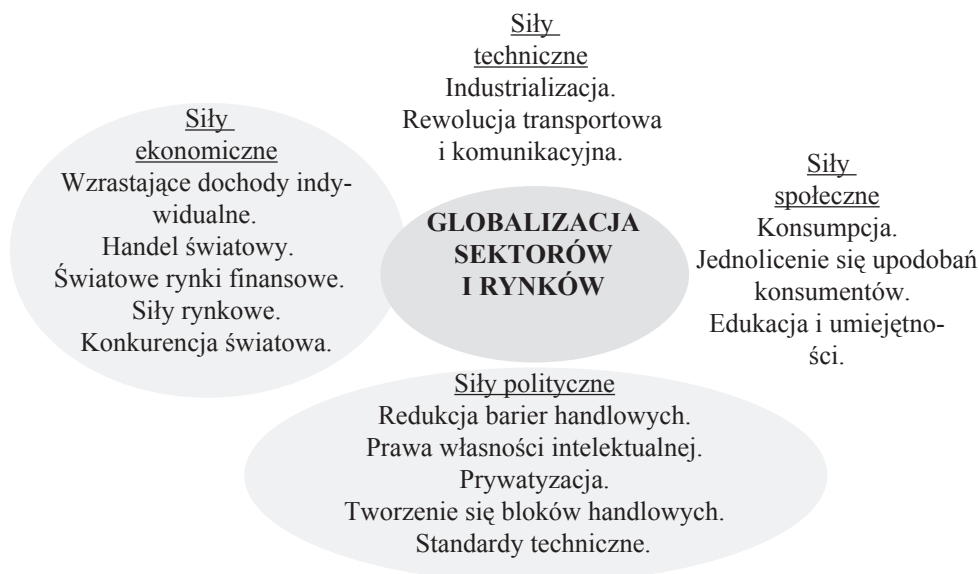 Siły
techniczne
Industrializacja.
Rewolucja transportowa
i komunikacyjna.
Siły
ekonomiczne
Wzrastające dochody indy-
widualne.
Handel światowy.
Światowe rynki finansowe.
Siły rynkowe.
Konkurencja światowa.
GLOBALIZACJA
SEKTORÓW
I RYNKÓW
Siły
społeczne
Konsumpcja.
Jednolicenie się upodobań
konsumentów.
Edukacja i umiejętno-
ści.
Siły polityczne
Redukcja barier handlowych.
Prawa własności intelektualnej.
Prywatyzacja.
Tworzenie się bloków handlowych.
Standardy techniczne.